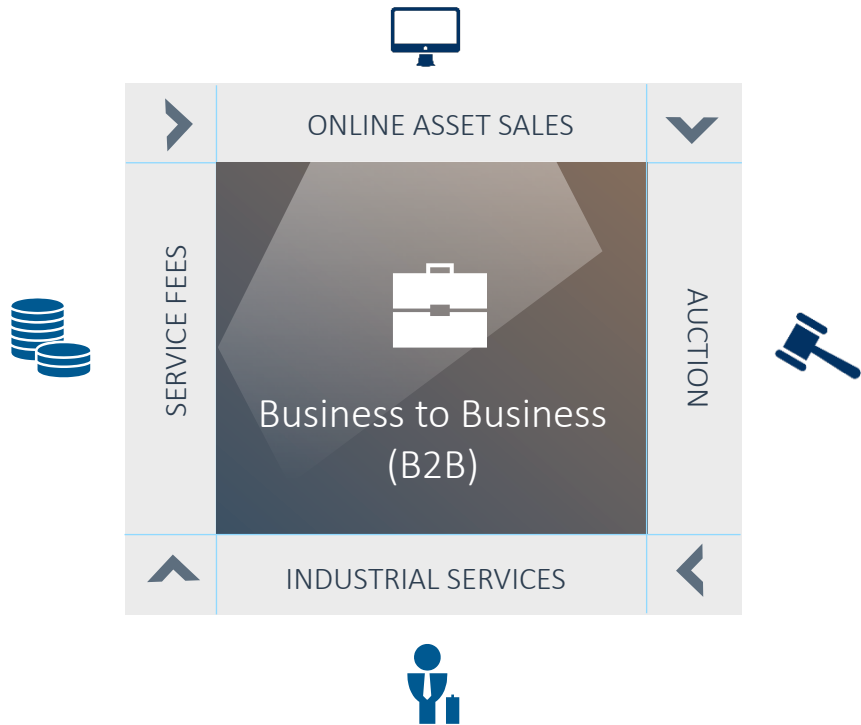 ONLINE ASSET SALES
SERVICE FEES
AUCTION
Business to Business
(B2B)
INDUSTRIAL SERVICES